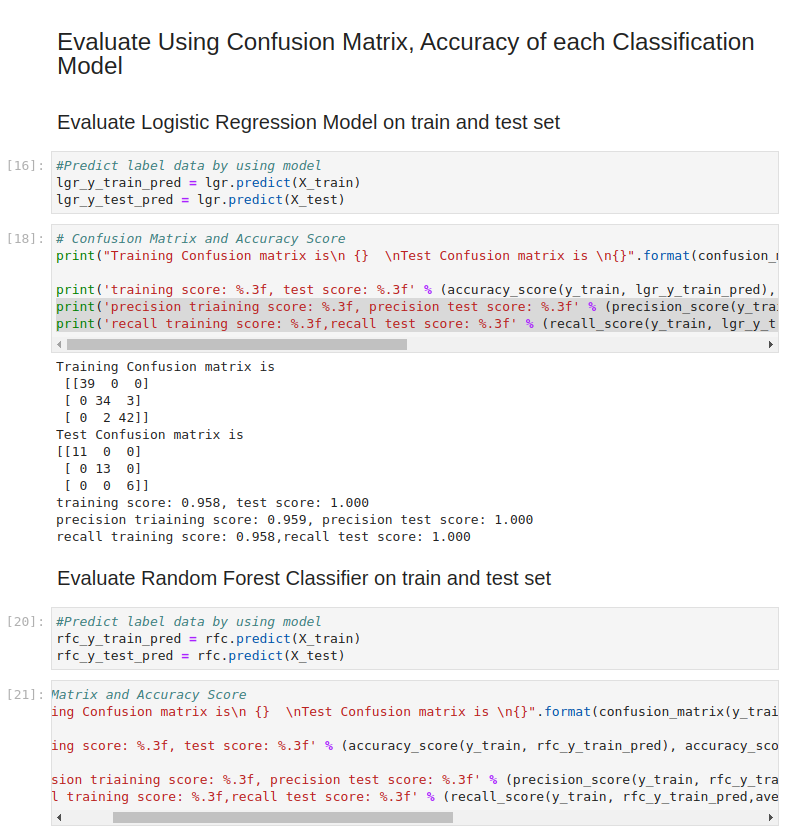 Evaluate Using Confusion Matrix, Accuracy of each Classification
Model
Evaluate Logistic Regression Model on train and test set
[16]: #Predict label data by using model
lgr_y_train_pred = lgr.predict(X_train)
lgr_y_test_pred = lgr.predict(X_test)
[18]: # Confusion Matrix and Accuracy Score
print("Training Confusion matrix is\n {}  \nTest Confusion matrix is \n{}".format(confusion_
print('training score: %.3f, test score: %.3f' % (accuracy_score(y_train, lgr_y_train_pred),
print('precision triaining score: %.3f, precision test score: %.3f' % (precision_score(y_tra
print('recall training score: %.3f,recall test score: %.3f' % (recall_score(y_train, lgr_y_t
Training Confusion matrix is
[[39  0  0]
[ 0 34  3]
[ 0  2 42]]
Test Confusion matrix is
[[11  0  0]
[ 0 13  0]
[ 0  0  6]]
training score: 0.958, test score: 1.000
precision triaining score: 0.959, precision test score: 1.000
recall training score: 0.958,recall test score: 1.000
Evaluate Random Forest Classifier on train and test set
[20]: #Predict label data by using model
rfc_y_train_pred = rfc.predict(X_train)
rfc_y_test_pred = rfc.predict(X_test)
[21]: Matrix and Accuracy Score
ing Confusion matrix is\n {}  \nTest Confusion matrix is \n{}".format(confusion_matrix(y_trai
ing score: %.3f, test score: %.3f' % (accuracy_score(y_train, rfc_y_train_pred), accuracy_sco
sion triaining score: %.3f, precision test score: %.3f' % (precision_score(y_train, rfc_y_tra
l training score: %.3f,recall test score: %.3f' % (recall_score(y_train, rfc_y_train_pred,ave